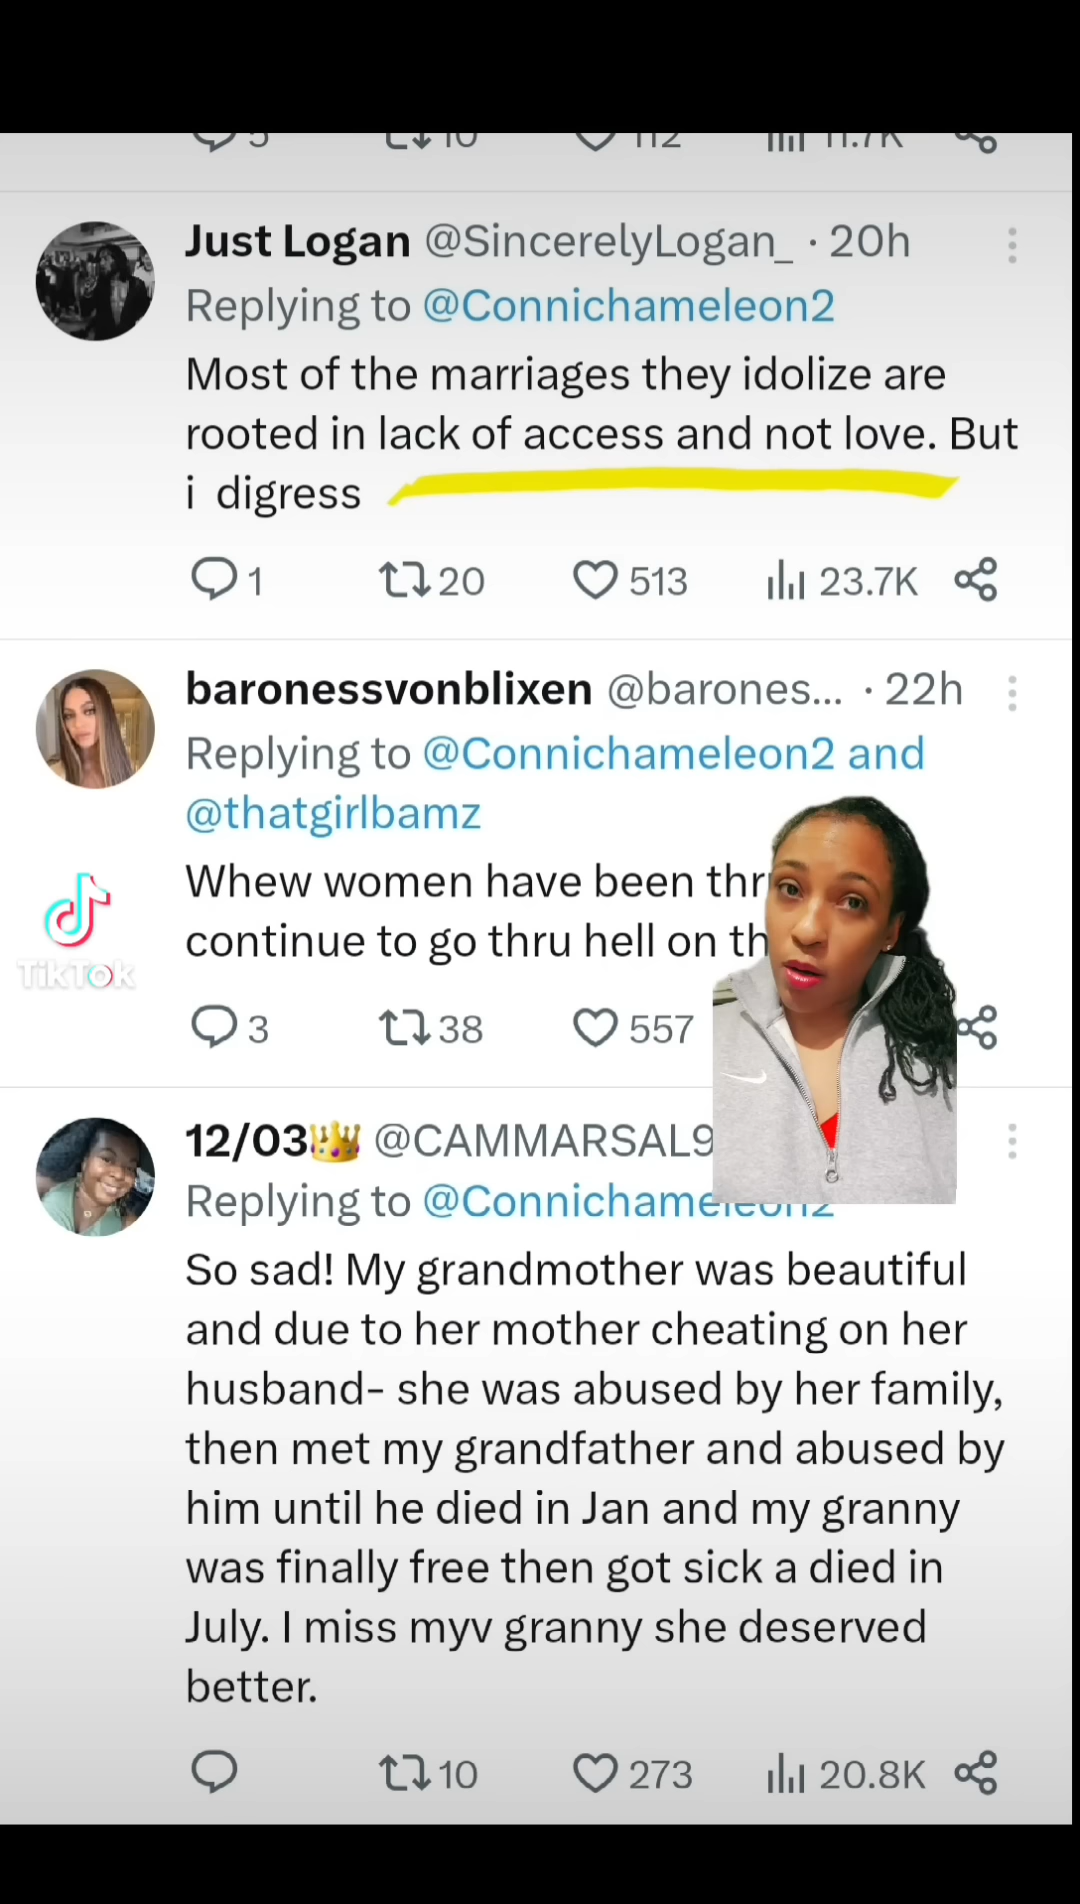 5 10 112 11.7K
Just Logan @SincerelyLogan_ · 20h
Replying to @Connichameleon2
Most of the marriages they idolize are
rooted in lack of access and not love. But
i digress
1 20 513 23.7K
baronessvonblixen @barones... · 22h
Replying to @Connichameleon2 and
@thatgirlbamz
Whew women have been thr
continue to go thru hell on th
TikTok
3 38 557
12/03👑 @CAMMARSAL9
Replying to @Connichameleon2
So sad! My grandmother was beautiful
and due to her mother cheating on her
husband- she was abused by her family,
then met my grandfather and abused by
him until he died in Jan and my granny
was finally free then got sick a died in
July. I miss myv granny she deserved
better.
10 273 20.8K